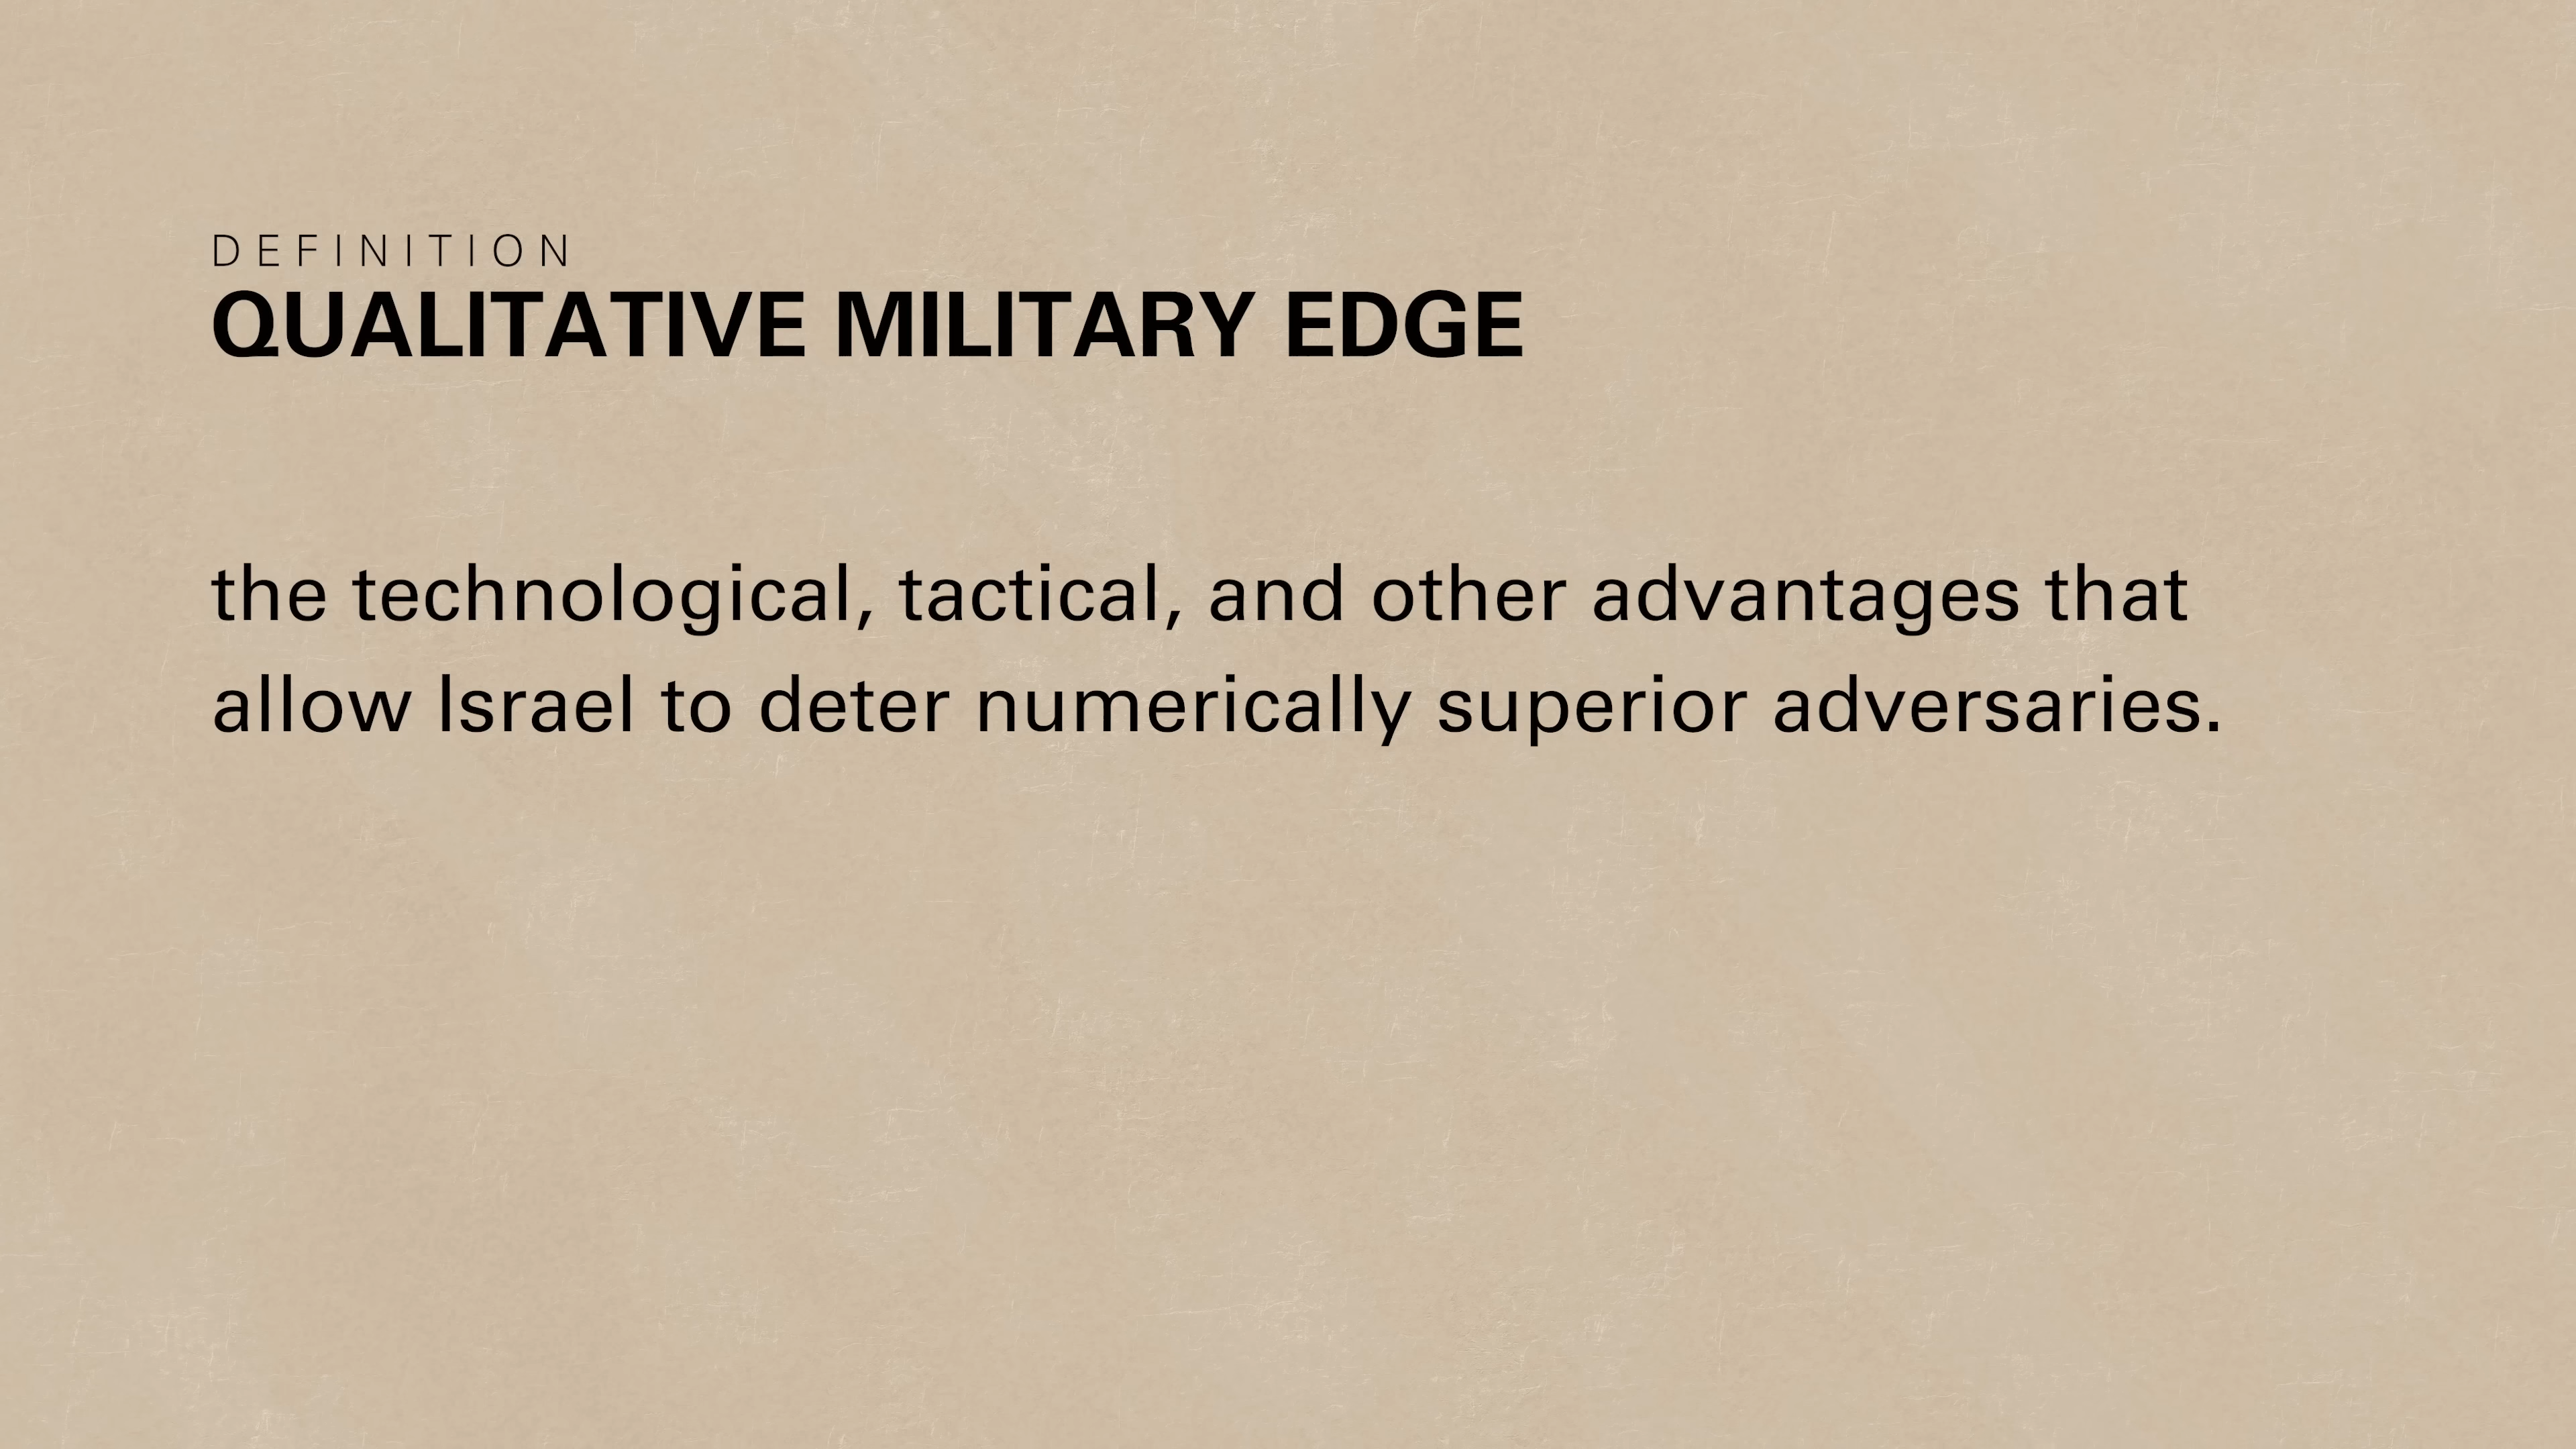 DEFINITION
QUALITATIVE MILITARY EDGE
the technological, tactical, and other advantages that
allow Israel to deter numerically superior adversaries.